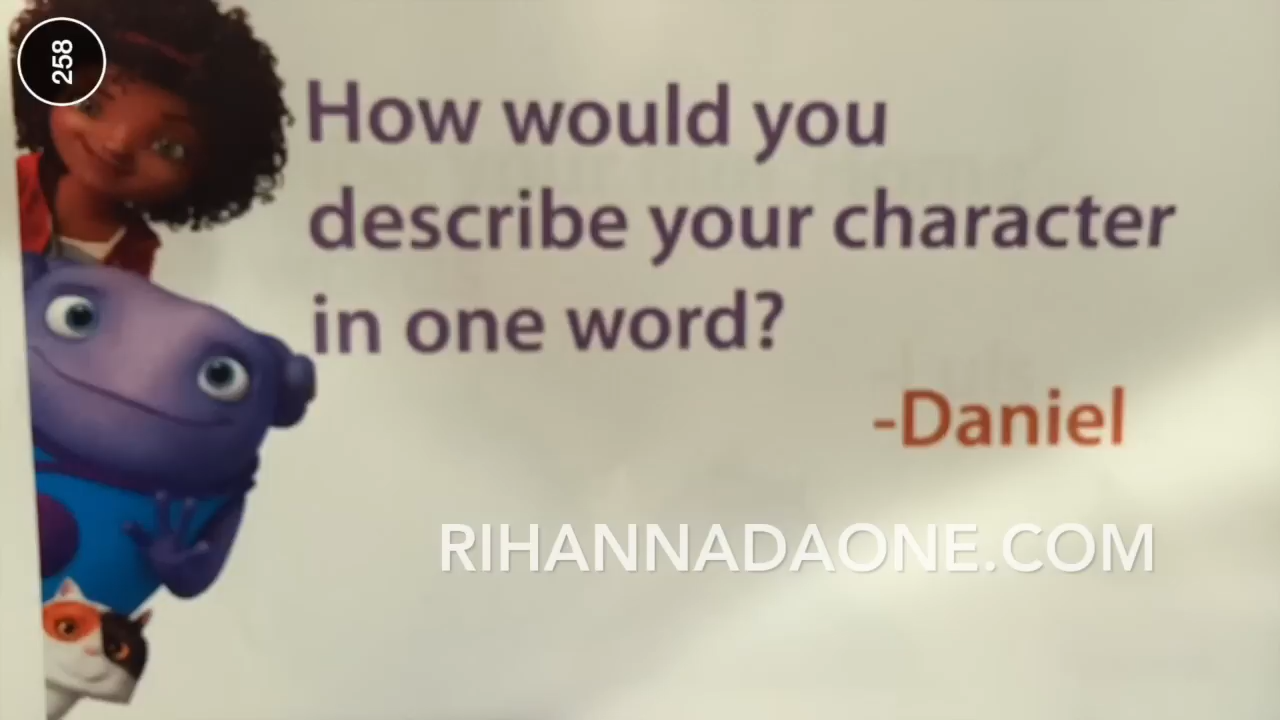 258
How would you
describe your character
in one word?
-Daniel
RIHANNADAONE.COM